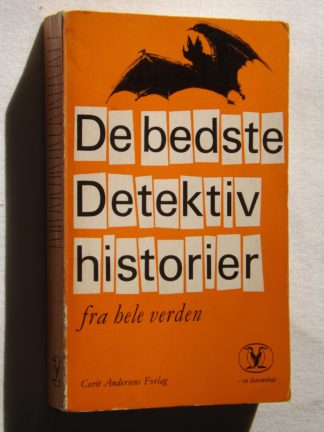 De bedste
Detektiv
historier
fra hele verden
Carit Andersens Forlag